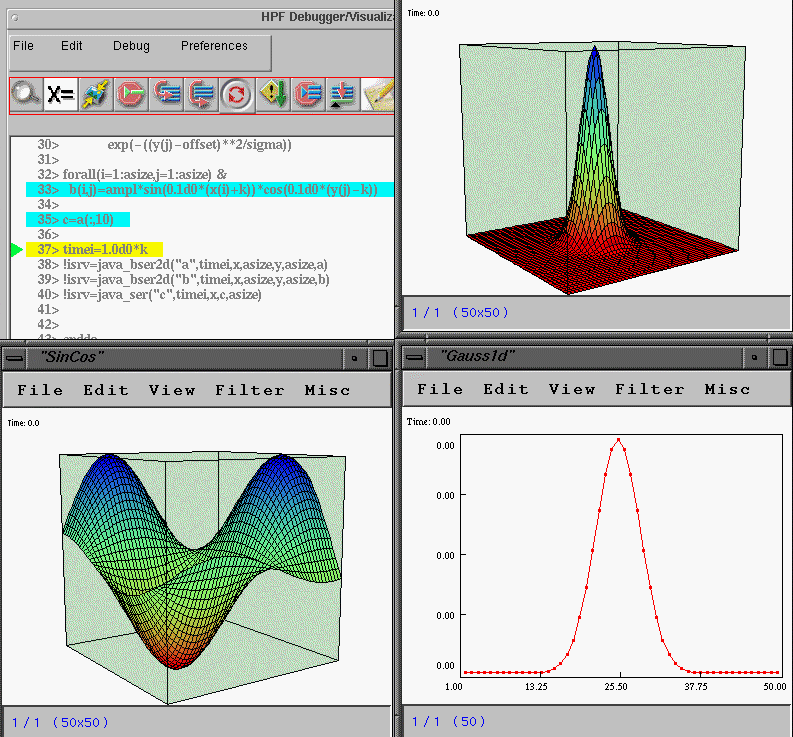 HPF Debugger/Visualiza
File Edit Debug Preferences
X=
30> exp(-((y(j)-offset)**2/sigma))
31>
32> forall(i=1:asize,j=1:asize) &
33> b(i,j)=ampl*sin(0.1d0*(x(i)+k))*cos(0.1d0*(y(j)-k))
34>
35> c=a(:,10)
36>
37> timei=1.0d0*k
38> !isrv=java_bser2d("a",timei,x,asize,y,asize,a)
39> !isrv=java_bser2d("b",timei,x,asize,y,asize,b)
40> !isrv=java_ser("c",timei,x,c,asize)
41>
42>
43> enddo
Time: 0.0
1/1 (50x50)
"SinCos"
File Edit View Filter Misc
Time: 0.0
1/1 (50x50)
"Gauss1d"
File Edit View Filter Misc
Time: 0.00
0.00
0.00
0.00
0.00
0.00
1.00 13.25 25.50 37.75 50.00
1/1 (50)